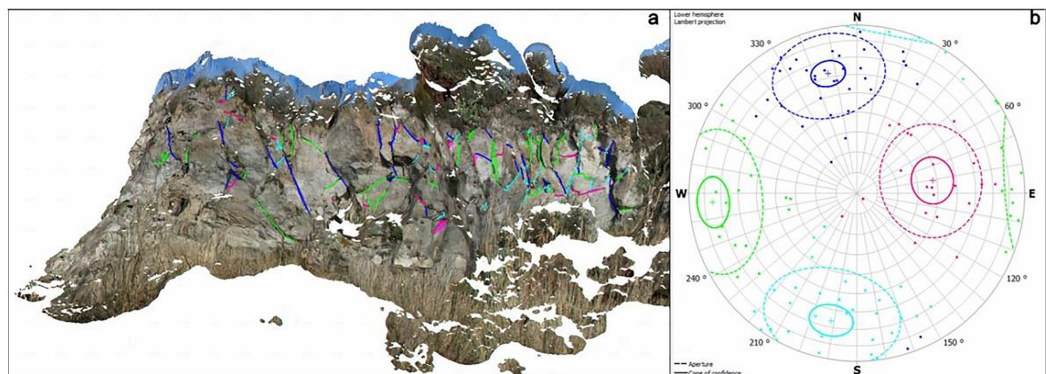 a
Lower hemisphere
Lambert projection
b
N
330 °
30 °
300 °
60 °
W
E
240 °
120 °
210 °
150 °
S
Aperture
Cone of confidence